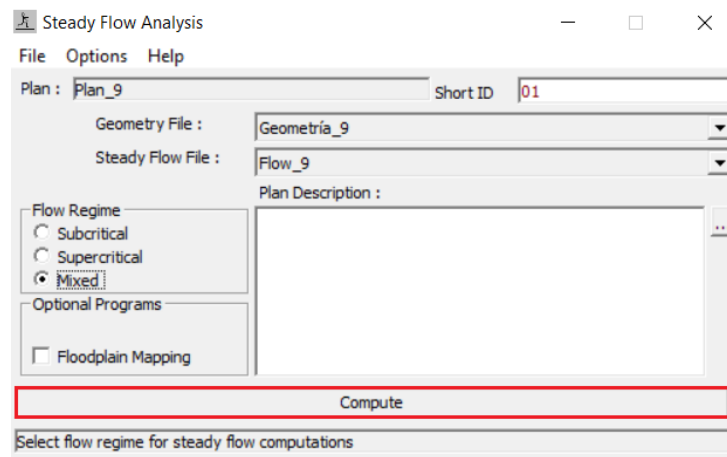 Steady Flow Analysis
File Options Help
Plan : Plan_9 Short ID 01
Geometry File : Geometría_9
Steady Flow File : Flow_9
Plan Description :
Flow Regime
Subcritical
Supercritical
Mixed
Optional Programs
Floodplain Mapping
...
Compute
Select flow regime for steady flow computations